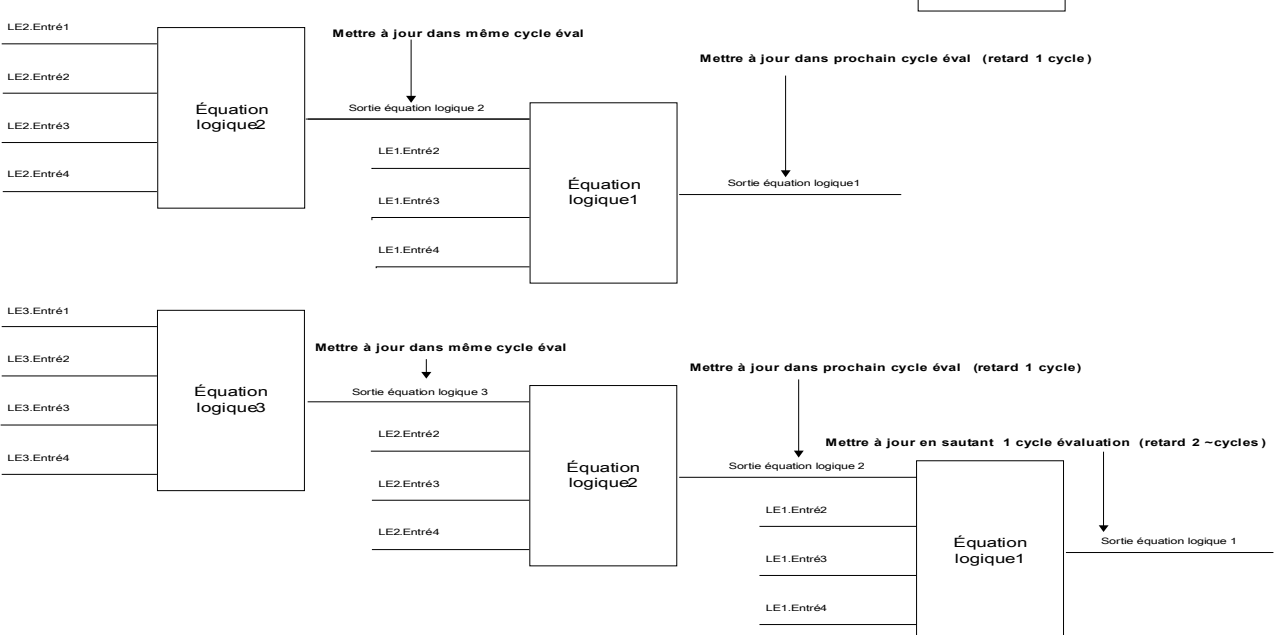 LE2.Entré1
LE2.Entré2
LE2.Entré3
LE2.Entré4
Équation
logique2
Mettre à jour dans même cycle éval
Sortie équation logique 2
LE1.Entré2
LE1.Entré3
LE1.Entré4
Équation
logique1
Mettre à jour dans prochain cycle éval (retard 1 cycle)
Sortie équation logique1
LE3.Entré1
LE3.Entré2
LE3.Entré3
LE3.Entré4
Équation
logique3
Mettre à jour dans même cycle éval
Sortie équation logique 3
LE2.Entré2
LE2.Entré3
LE2.Entré4
Équation
logique2
Mettre à jour dans prochain cycle éval (retard 1 cycle)
Sortie équation logique 2
LE1.Entré2
LE1.Entré3
LE1.Entré4
Équation
logique1
Mettre à jour en sautant 1 cycle évaluation (retard 2 ~cycles)
Sortie équation logique 1